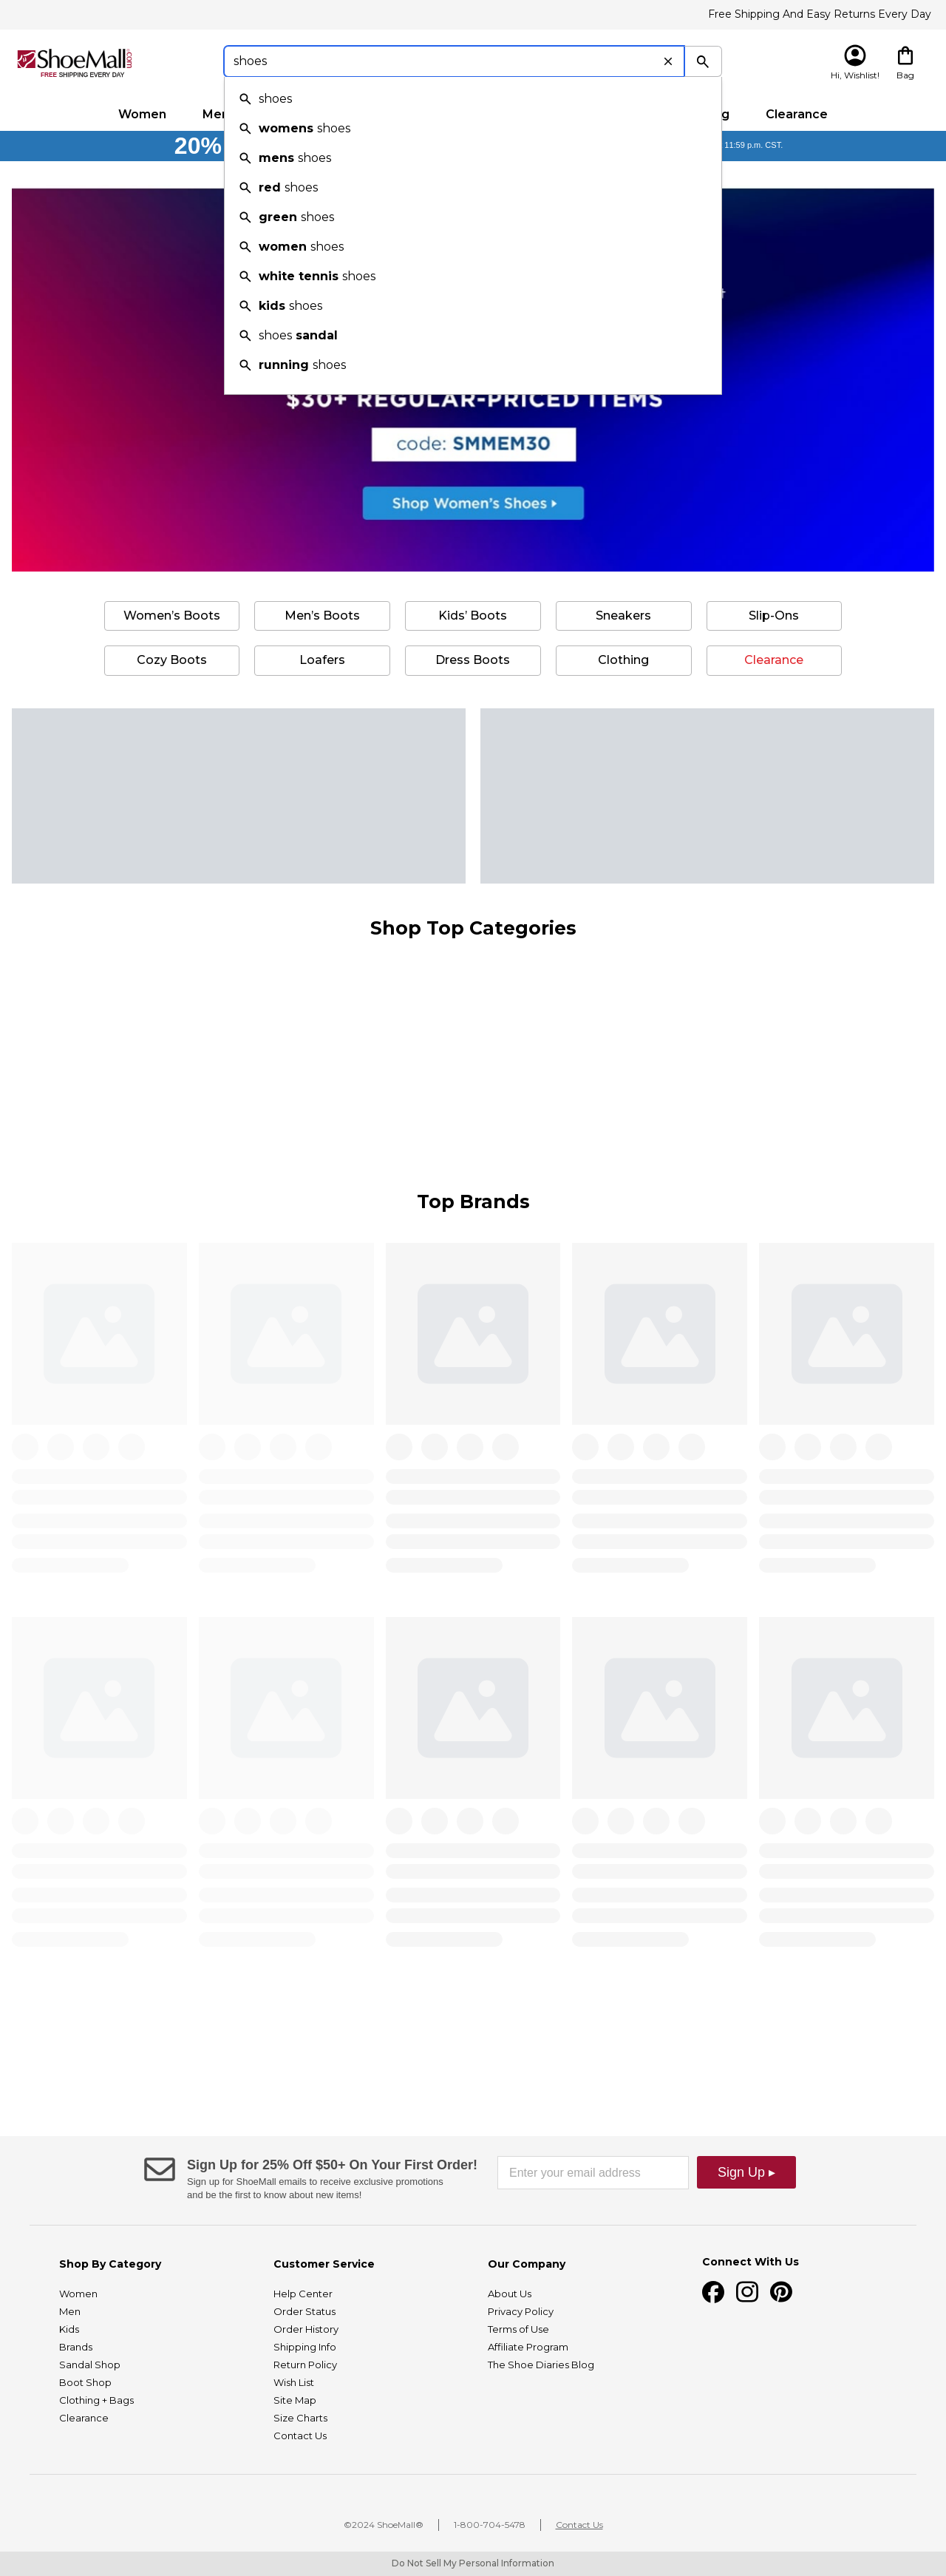 Free Shipping And Easy Returns Every Day
ShoeMall.com
FREE SHIPPING EVERY DAY
shoes
Hi, Wishlist!
Bag
Women
Clearance
20%
11:59 p.m. CST.
shoes
womens shoes
mens shoes
red shoes
green shoes
women shoes
white tennis shoes
kids shoes
shoes sandal
running shoes
$30+ REGULAR-PRICED ITEMS
code: SMMEM30
Shop Women's Shoes ▸
Women’s Boots
Men’s Boots
Kids’ Boots
Sneakers
Slip-Ons
Cozy Boots
Loafers
Dress Boots
Clothing
Clearance
Shop Top Categories
Top Brands
Sign Up for 25% Off $50+ On Your First Order!
Sign up for ShoeMall emails to receive exclusive promotions
and be the first to know about new items!
Enter your email address
Sign Up ▸
Shop By Category
Women
Men
Kids
Brands
Sandal Shop
Boot Shop
Clothing + Bags
Clearance
Customer Service
Help Center
Order Status
Order History
Shipping Info
Return Policy
Wish List
Site Map
Size Charts
Contact Us
Our Company
About Us
Privacy Policy
Terms of Use
Affiliate Program
The Shoe Diaries Blog
Connect With Us
©2024 ShoeMall®
1-800-704-5478
Contact Us
Do Not Sell My Personal Information